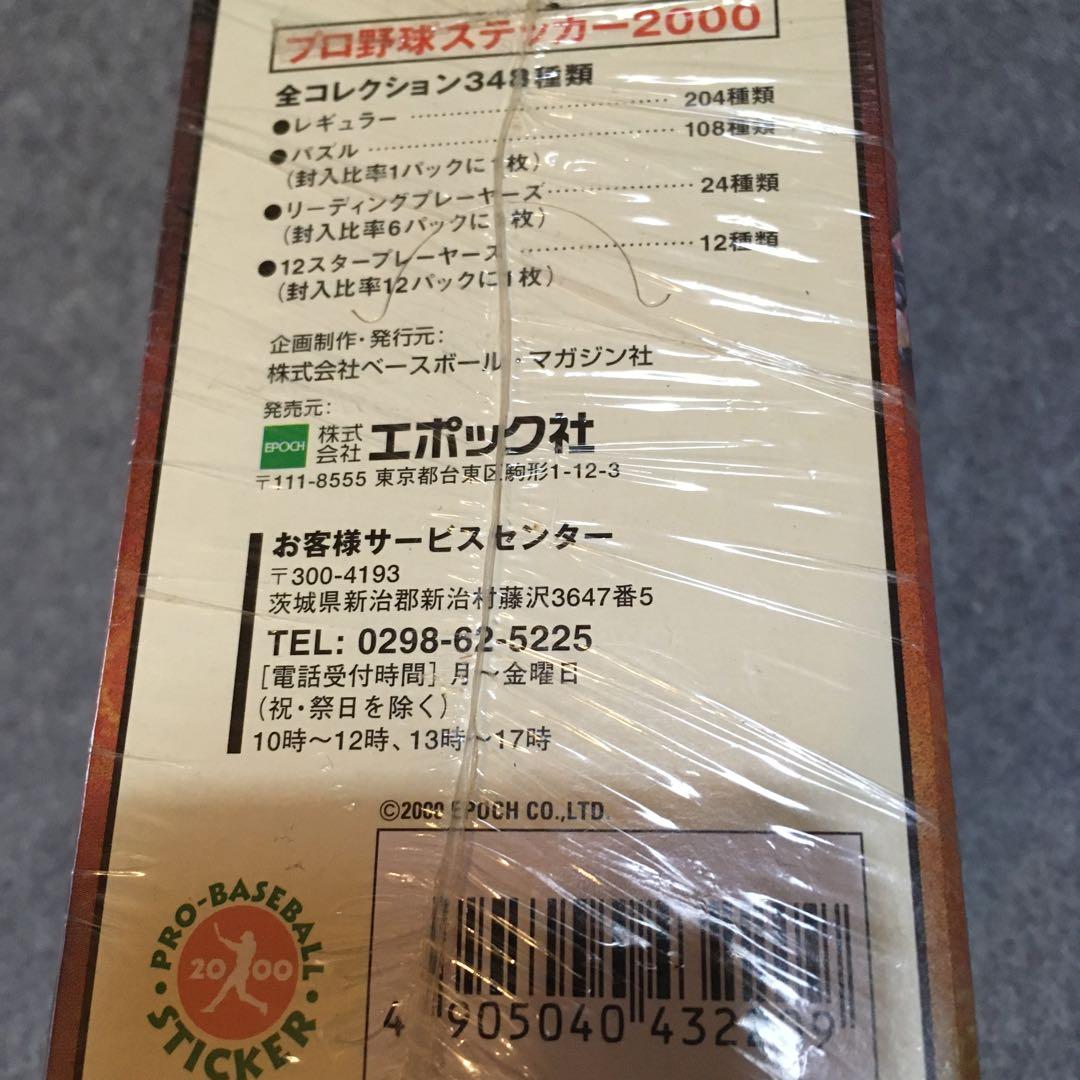 プロ野球ステッカー2000
全コレクション348種類
●レギュラー ………………………… 204種類
●パズル ………………………… 108種類
(封入比率1パックに1枚)
●リーディングプレーヤーズ……………… 24種類
(封入比率6パックに1枚)
●12スタープレーヤーズ ………………… 12種類
(封入比率12パックに1枚)
企画制作・発行元:
株式会社ベースボール・マガジン社
発売元:
EPOCH 株式会社 エポック社
〒111-8555 東京都台東区駒形1-12-3
お客様サービスセンター
〒300-4193
茨城県新治郡新治村藤沢3647番5
TEL: 0298-62-5225
[電話受付時間] 月〜金曜日
(祝・祭日を除く)
10時〜12時、13時〜17時
©2000 EPOCH CO.,LTD.
PRO-BASEBALL
2000
STICKER
4 905040